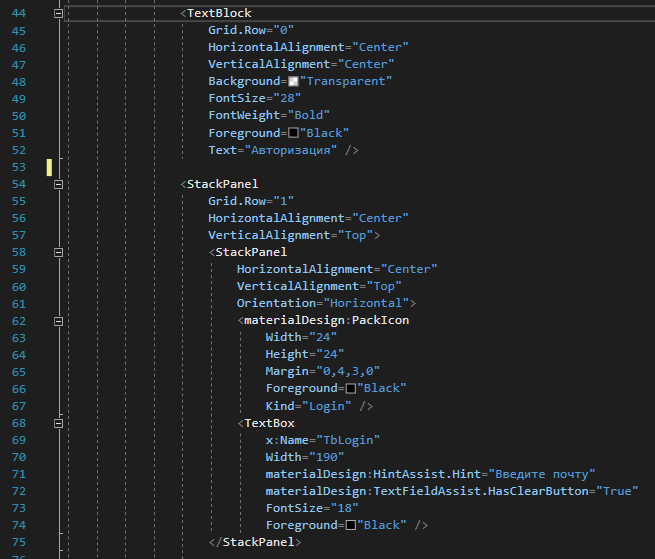 44 <TextBlock
45 Grid.Row="0"
46 HorizontalAlignment="Center"
47 VerticalAlignment="Center"
48 Background="Transparent"
49 FontSize="28"
50 FontWeight="Bold"
51 Foreground="Black"
52 Text="Авторизация" />
53
54 <StackPanel
55 Grid.Row="1"
56 HorizontalAlignment="Center"
57 VerticalAlignment="Top">
58 <StackPanel
59 HorizontalAlignment="Center"
60 VerticalAlignment="Top"
61 Orientation="Horizontal">
62 <materialDesign:PackIcon
63 Width="24"
64 Height="24"
65 Margin="0,4,3,0"
66 Foreground="Black"
67 Kind="Login" />
68 <TextBox
69 x:Name="TbLogin"
70 Width="190"
71 materialDesign:HintAssist.Hint="Введите почту"
72 materialDesign:TextFieldAssist.HasClearButton="True"
73 FontSize="18"
74 Foreground="Black" />
75 </StackPanel>